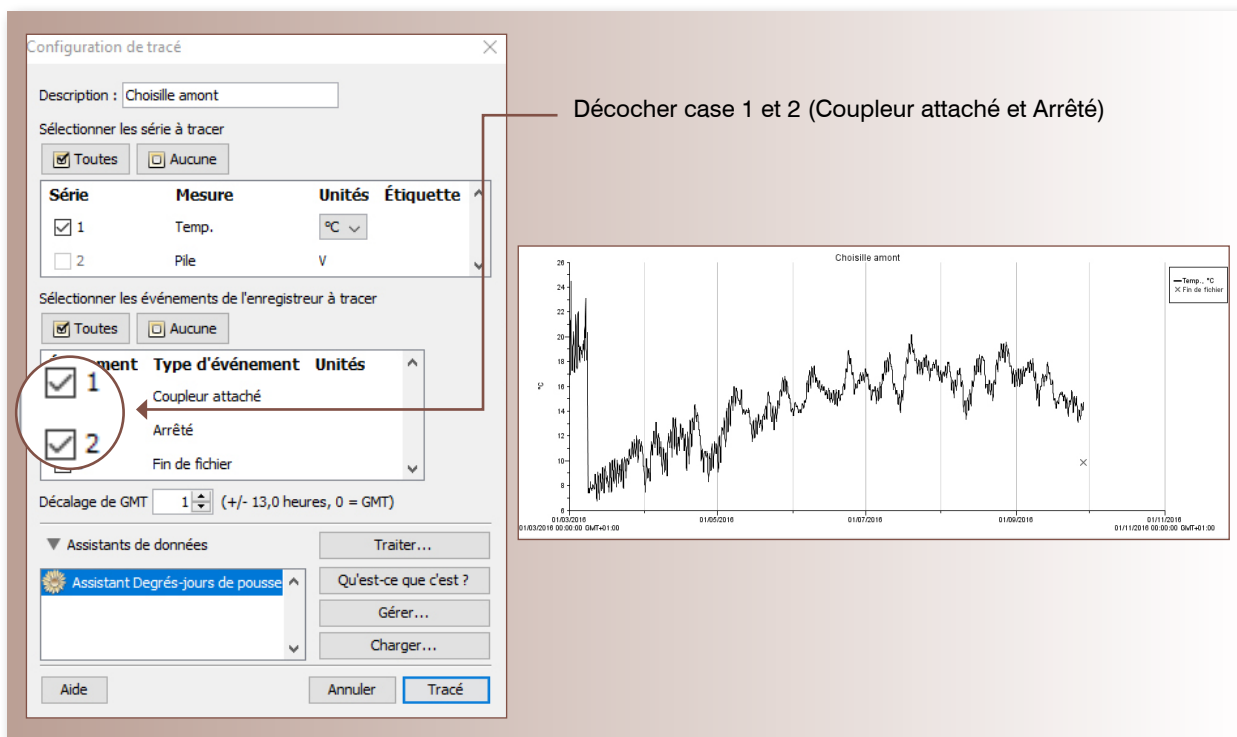 Configuration de tracé
Description : Choisille amont
Sélectionner les série à tracer
Toutes Aucune
Série Mesure Unités Étiquette
1 Temp. °C
2 Pile V
Sélectionner les événements de l'enregistreur à tracer
Toutes Aucune
ment Type d'événement Unités
1 Coupleur attaché
2 Arrêté
Fin de fichier
Décalage de GMT 1 (+/- 13,0 heures, 0 = GMT)
Assistants de données
Assistant Degrés-jours de pousse
Traiter...
Qu'est-ce que c'est ?
Gérer...
Charger...
Aide Annuler Tracé
Décocher case 1 et 2 (Coupleur attaché et Arrêté)
Choisille amont
Temp., °C
Fin de fichier
°C
26
24
22
20
18
16
14
12
10
8
6
01/03/2016 01/05/2016 01/07/2016 01/09/2016 01/11/2016
01/03/2016 00:00:00 GMT+01:00 01/11/2016 00:00:00 GMT+01:00